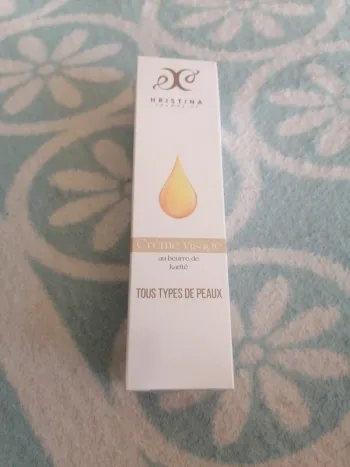 HRISTINA
Crème visage
au beurre de
Karité
TOUS TYPES DE PEAUX